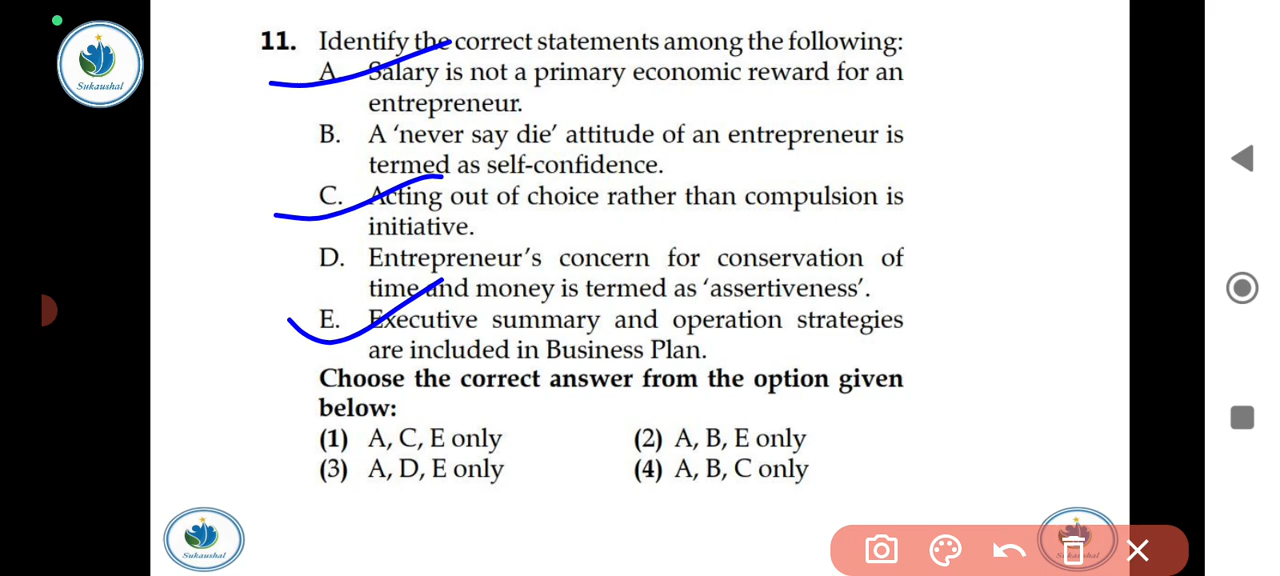 Sukaushal
11. Identify the correct statements among the following:
A. Salary is not a primary economic reward for an
entrepreneur.
B. A ‘never say die’ attitude of an entrepreneur is
termed as self-confidence.
C. Acting out of choice rather than compulsion is
initiative.
D. Entrepreneur’s concern for conservation of
time and money is termed as ‘assertiveness’.
E. Executive summary and operation strategies
are included in Business Plan.
Choose the correct answer from the option given
below:
(1) A, C, E only (2) A, B, E only
(3) A, D, E only (4) A, B, C only
Sukaushal
Sukaushal